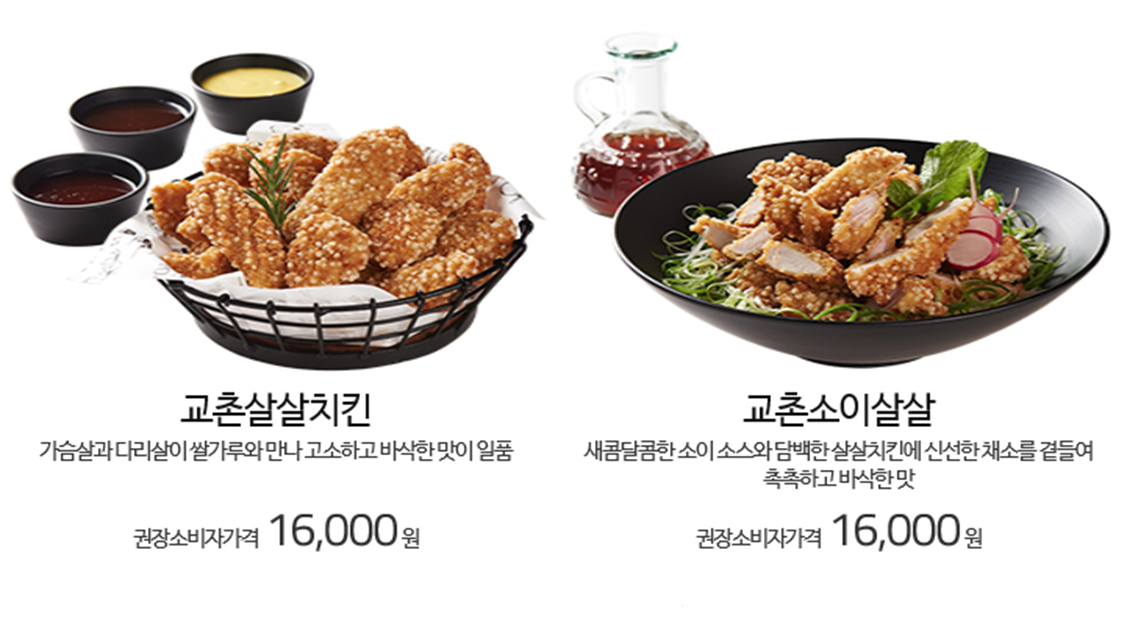 교촌살살치킨
가슴살과 다리살이 쌀가루와 만나 고소하고 바삭한 맛이 일품
권장소비자가격 16,000 원
교촌소이살살
새콤달콤한 소이 소스와 담백한 살살치킨에 신선한 채소를 곁들여
촉촉하고 바삭한 맛
권장소비자가격 16,000 원